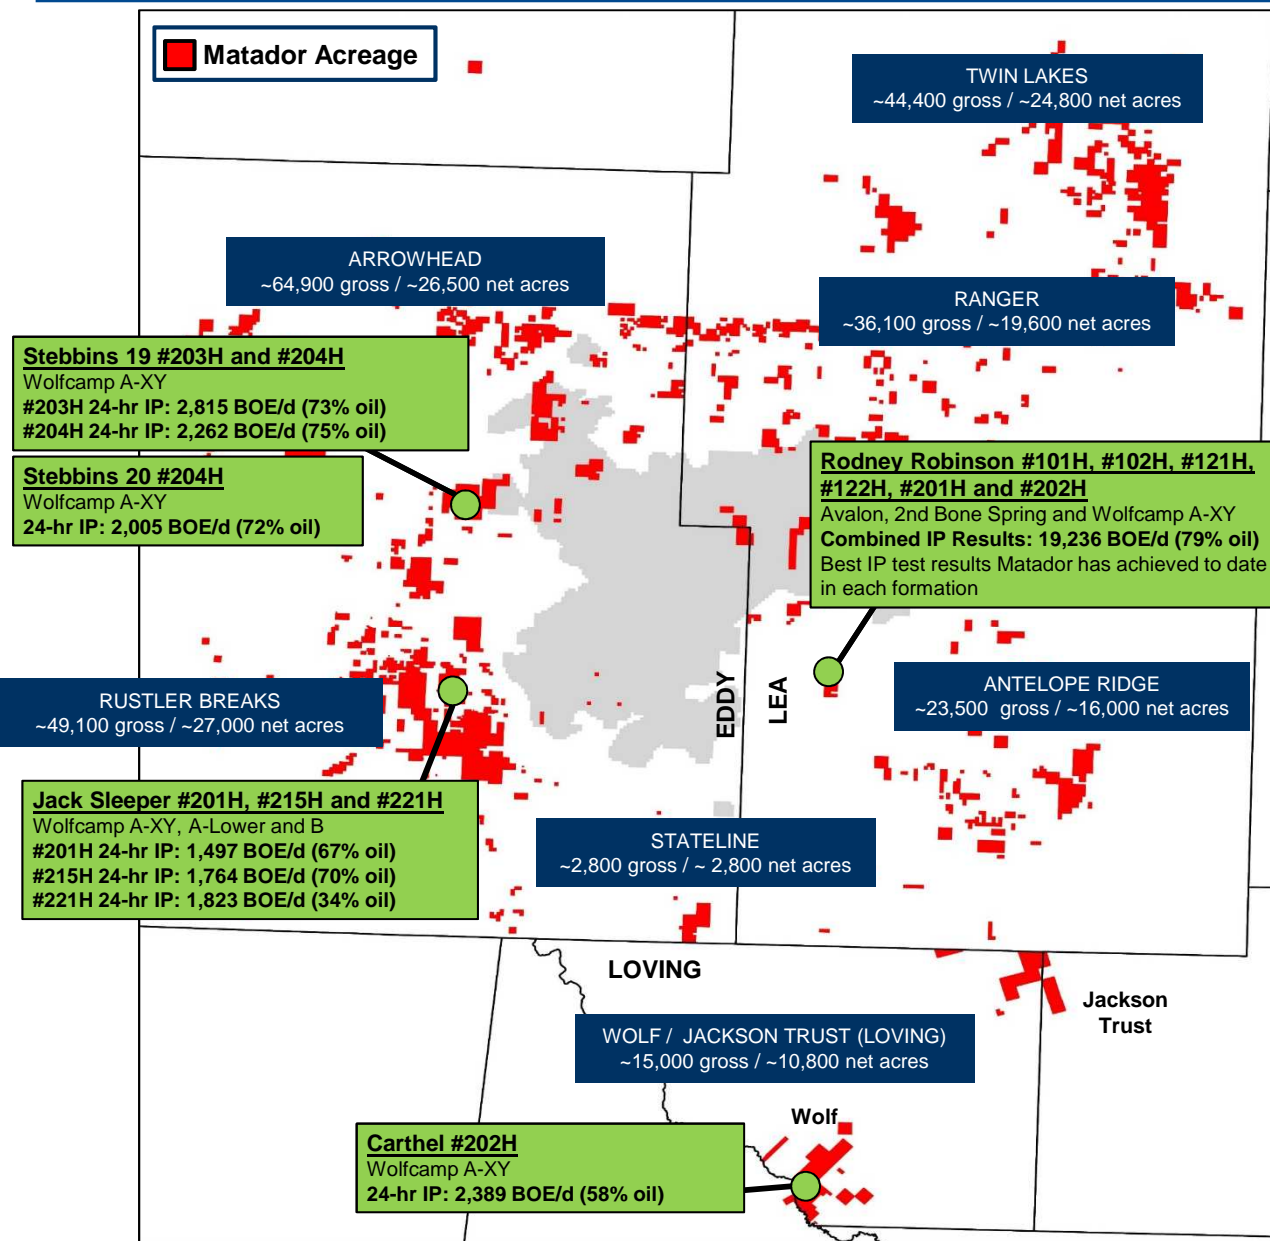 Matador Acreage
TWIN LAKES
~44,400 gross / ~24,800 net acres
ARROWHEAD
~64,900 gross / ~26,500 net acres
RANGER
~36,100 gross / ~19,600 net acres
Stebbins 19 #203H and #204H
Wolfcamp A-XY
#203H 24-hr IP: 2,815 BOE/d (73% oil)
#204H 24-hr IP: 2,262 BOE/d (75% oil)
Stebbins 20 #204H
Wolfcamp A-XY
24-hr IP: 2,005 BOE/d (72% oil)
Rodney Robinson #101H, #102H, #121H,
#122H, #201H and #202H
Avalon, 2nd Bone Spring and Wolfcamp A-XY
Combined IP Results: 19,236 BOE/d (79% oil)
Best IP test results Matador has achieved to date
in each formation
EDDY
LEA
RUSTLER BREAKS
~49,100 gross / ~27,000 net acres
ANTELOPE RIDGE
~23,500 gross / ~16,000 net acres
Jack Sleeper #201H, #215H and #221H
Wolfcamp A-XY, A-Lower and B
#201H 24-hr IP: 1,497 BOE/d (67% oil)
#215H 24-hr IP: 1,764 BOE/d (70% oil)
#221H 24-hr IP: 1,823 BOE/d (34% oil)
STATELINE
~2,800 gross / ~ 2,800 net acres
LOVING
Jackson
Trust
WOLF / JACKSON TRUST (LOVING)
~15,000 gross / ~10,800 net acres
Wolf
Carthel #202H
Wolfcamp A-XY
24-hr IP: 2,389 BOE/d (58% oil)